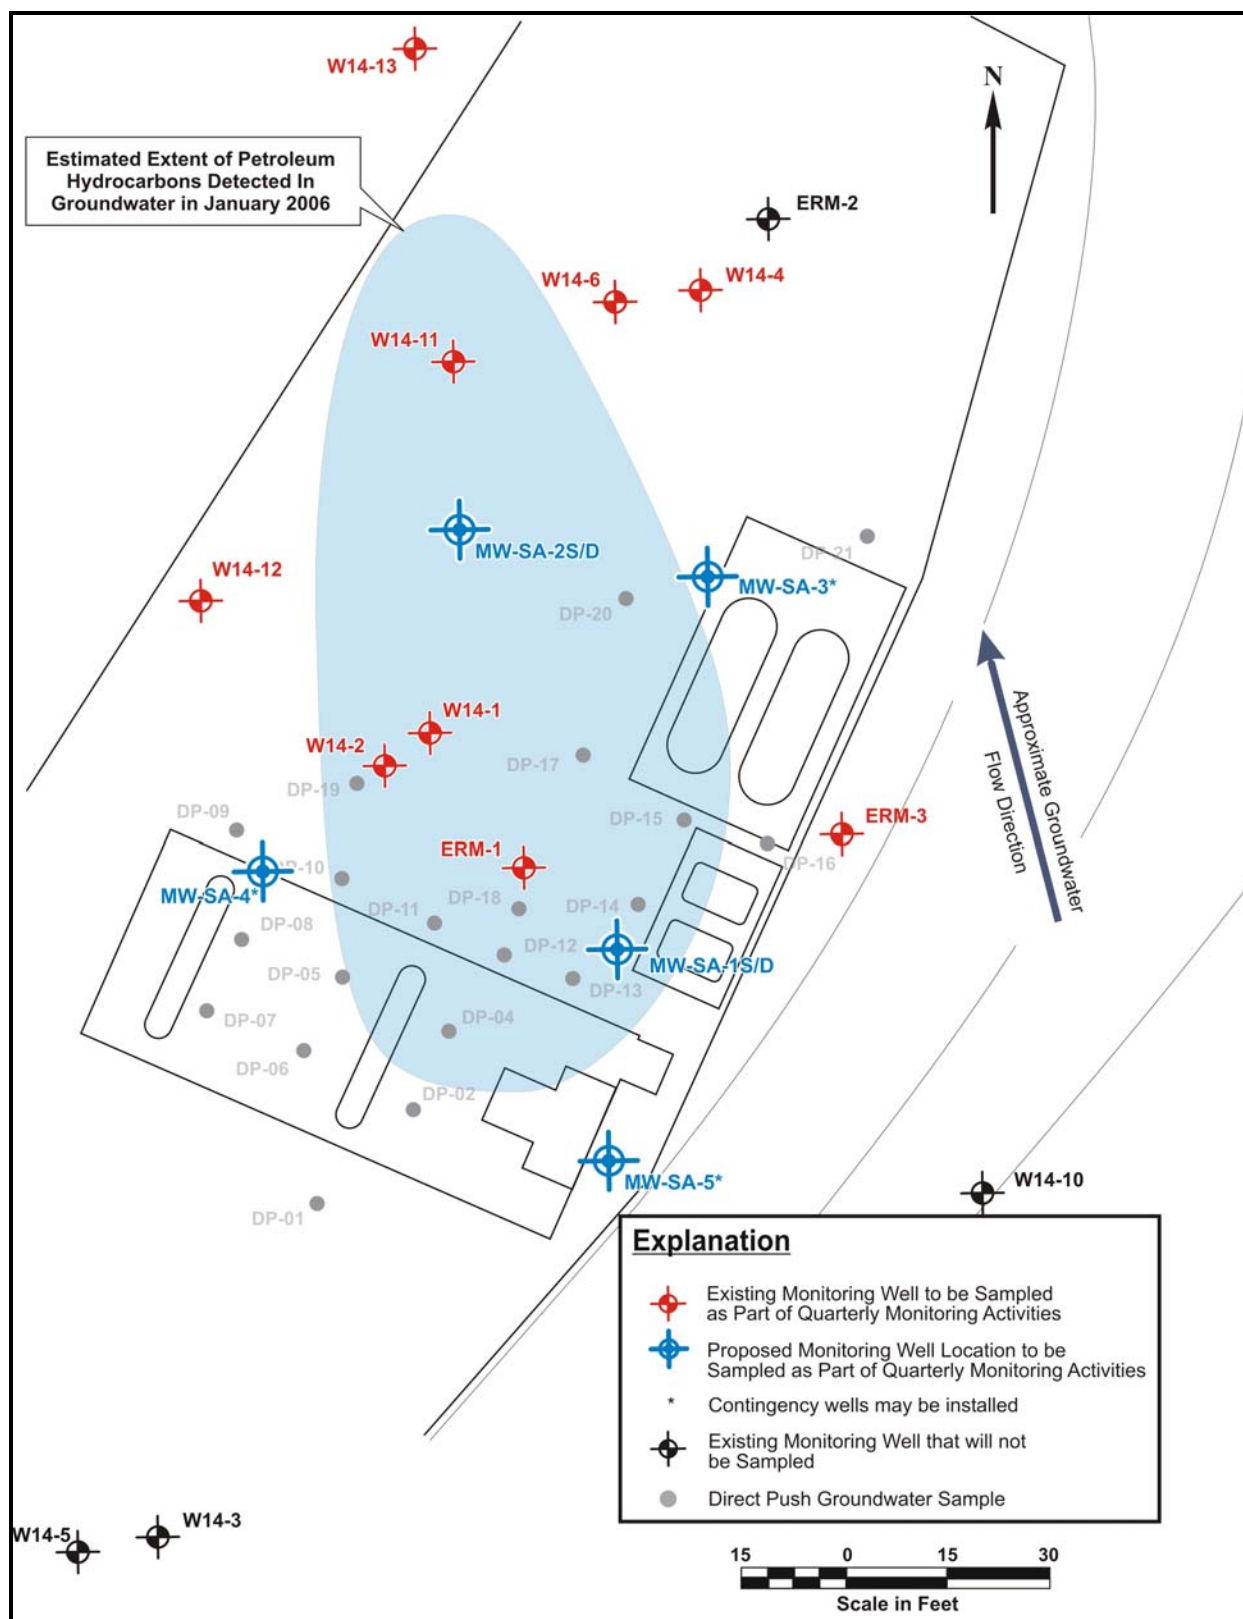 W14-13
N
Estimated Extent of Petroleum
Hydrocarbons Detected In
Groundwater in January 2006
ERM-2
W14-6
W14-4
W14-11
MW-SA-2S/D
DP-21
MW-SA-3*
W14-12
DP-20
W14-1
W14-2
DP-17
DP-19
Approximate Groundwater
Flow Direction
DP-09
DP-15
ERM-3
DP-16
ERM-1
DP-10
MW-SA-4*
DP-18
DP-14
DP-11
DP-08
DP-12
MW-SA-1S/D
DP-05
DP-13
DP-07
DP-04
DP-06
DP-02
MW-SA-5*
W14-10
DP-01
Explanation
Existing Monitoring Well to be Sampled
as Part of Quarterly Monitoring Activities
Proposed Monitoring Well Location to be
Sampled as Part of Quarterly Monitoring Activities
* Contingency wells may be installed
Existing Monitoring Well that will not
be Sampled
Direct Push Groundwater Sample
W14-5
W14-3
15 0 15 30
Scale in Feet